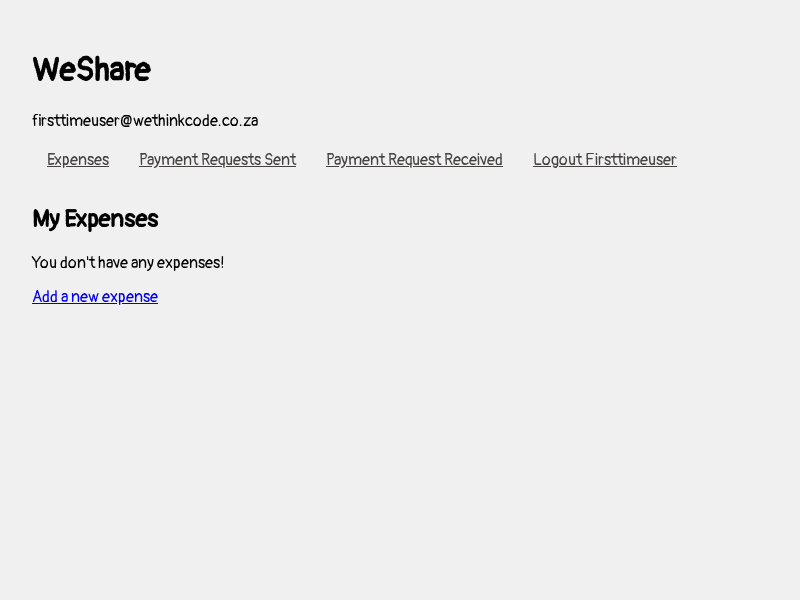 WeShare
firsttimeuser@wethinkcode.co.za
Expenses Payment Requests Sent Payment Request Received Logout Firsttimeuser
My Expenses
You don't have any expenses!
Add a new expense